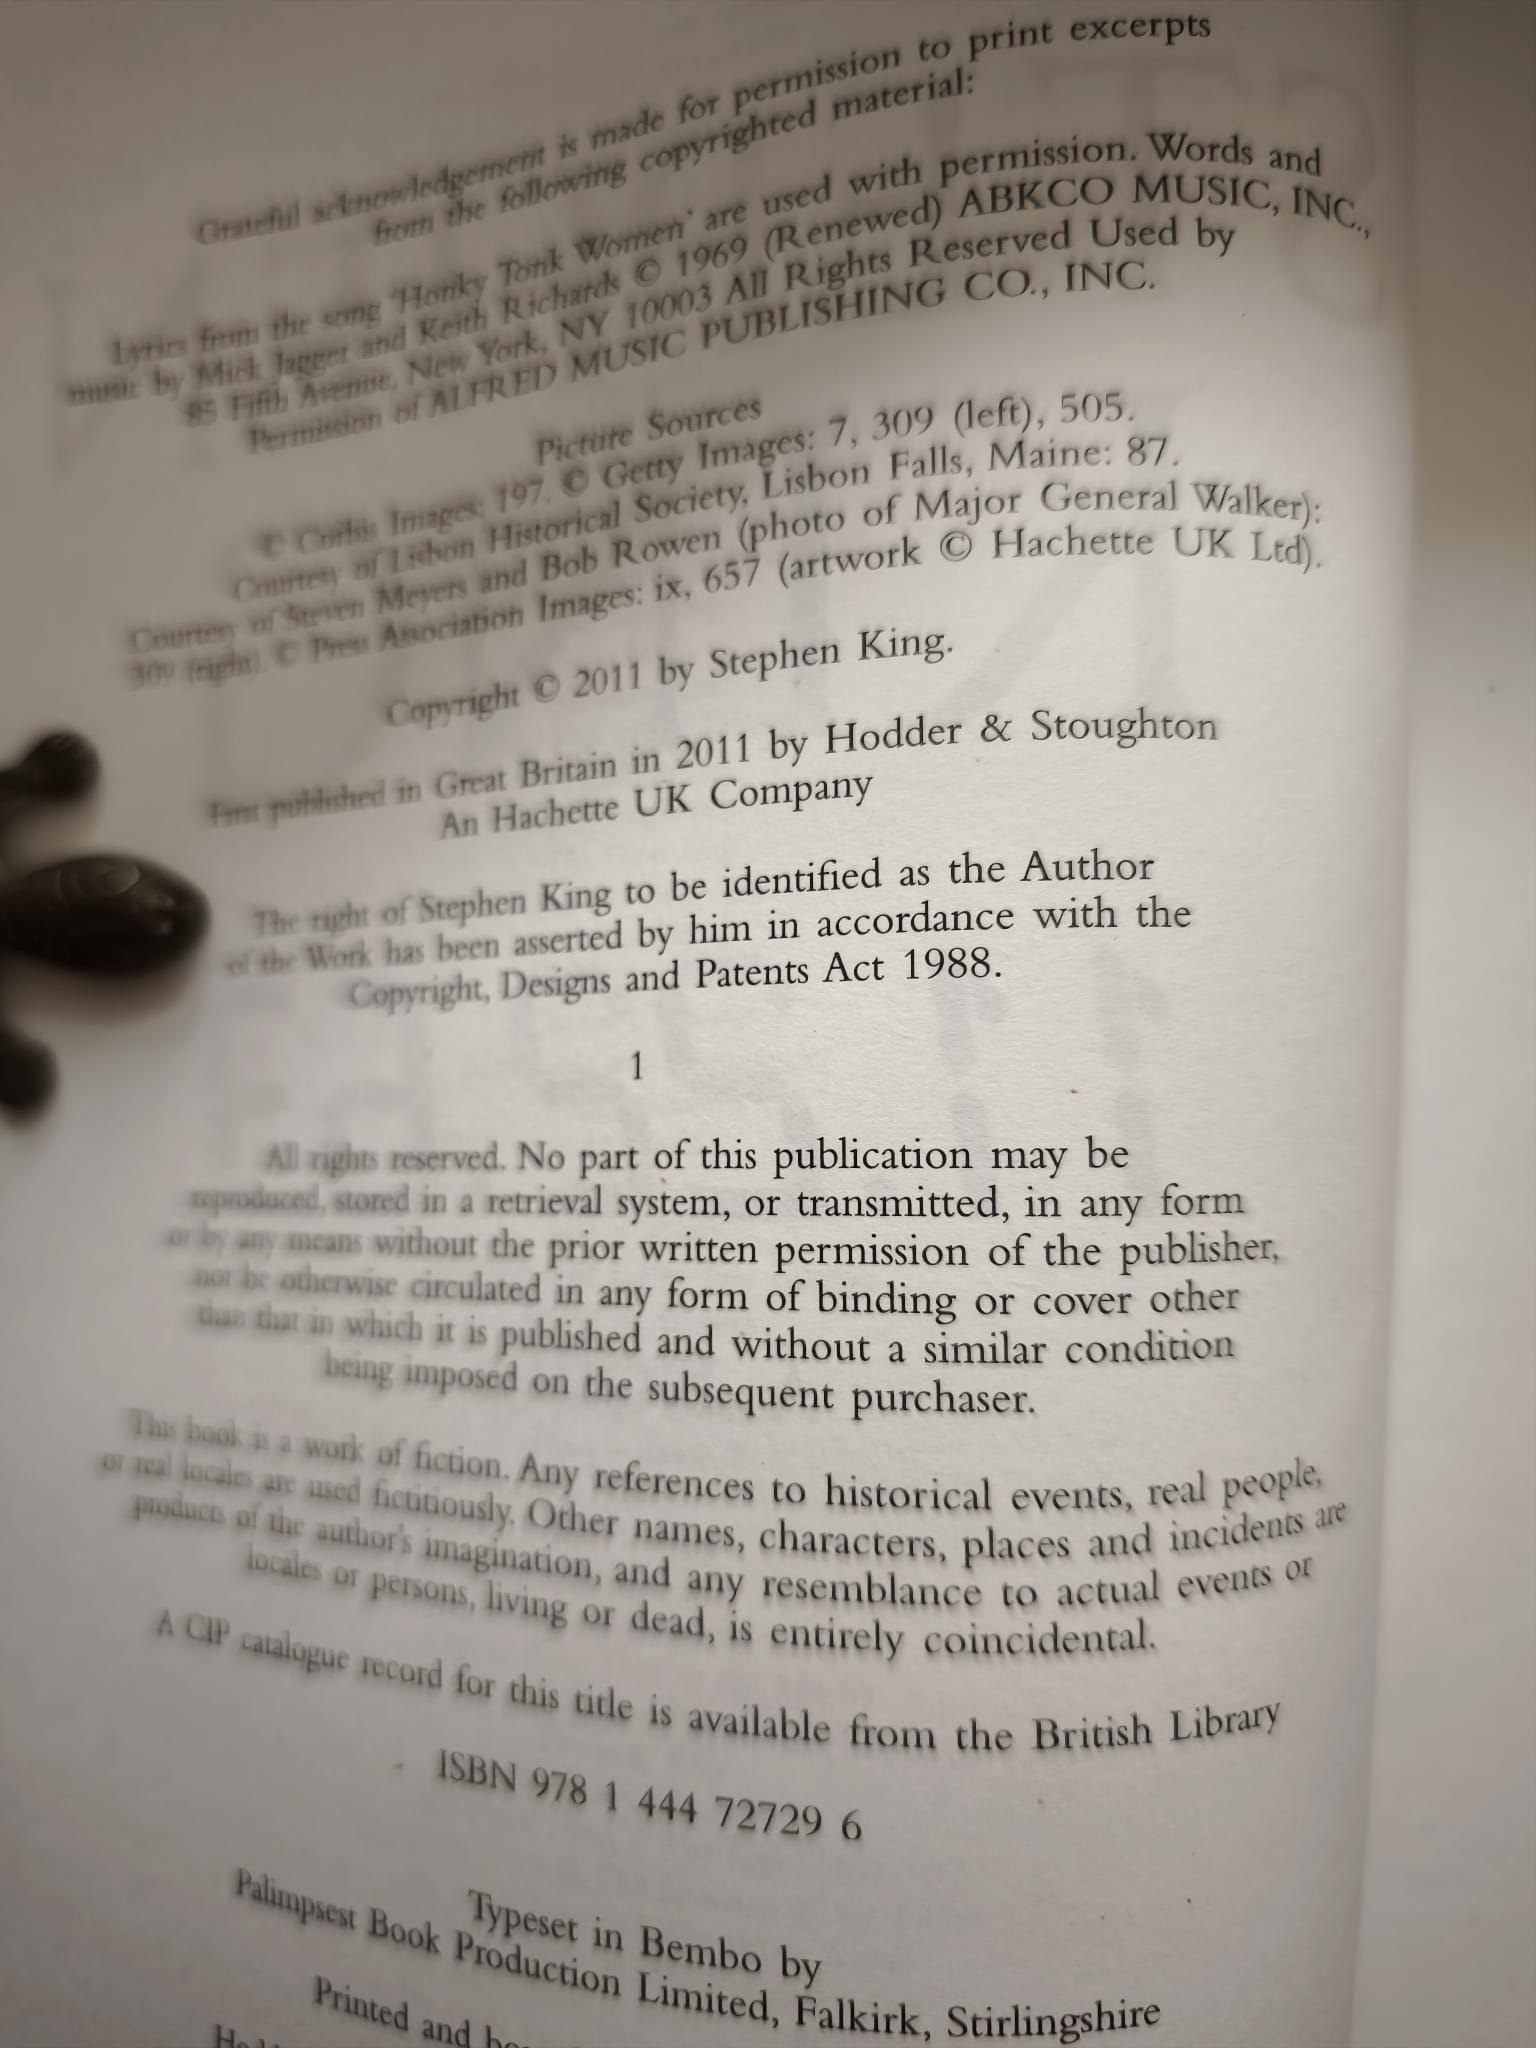 Grateful acknowledgement is made for permission to print excerpts
from the following copyrighted material:
Lyrics from the song 'Honky Tonk Women' are used with permission. Words and
music by Mick Jagger and Keith Richards © 1969 (Renewed) ABKCO MUSIC, INC.,
85 Fifth Avenue, New York, NY 10003 All Rights Reserved Used by
Permission of ALFRED MUSIC PUBLISHING CO., INC.
Picture Sources
© Corbis Images: 197. © Getty Images: 7, 309 (left), 505.
Courtesy of Lisbon Historical Society, Lisbon Falls, Maine: 87.
Courtesy of Steven Meyers and Bob Rowen (photo of Major General Walker):
309 (right). © Press Association Images: ix, 657 (artwork © Hachette UK Ltd).
Copyright © 2011 by Stephen King.
First published in Great Britain in 2011 by Hodder & Stoughton
An Hachette UK Company
The right of Stephen King to be identified as the Author
of the Work has been asserted by him in accordance with the
Copyright, Designs and Patents Act 1988.
1
All rights reserved. No part of this publication may be
reproduced, stored in a retrieval system, or transmitted, in any form
or by any means without the prior written permission of the publisher,
nor be otherwise circulated in any form of binding or cover other
than that in which it is published and without a similar condition
being imposed on the subsequent purchaser.
This book is a work of fiction. Any references to historical events, real people,
or real locales are used fictitiously. Other names, characters, places and incidents are
products of the author's imagination, and any resemblance to actual events or
locales or persons, living or dead, is entirely coincidental.
A CIP catalogue record for this title is available from the British Library
ISBN 978 1 444 72729 6
Typeset in Bembo by
Palimpsest Book Production Limited, Falkirk, Stirlingshire
Printed and